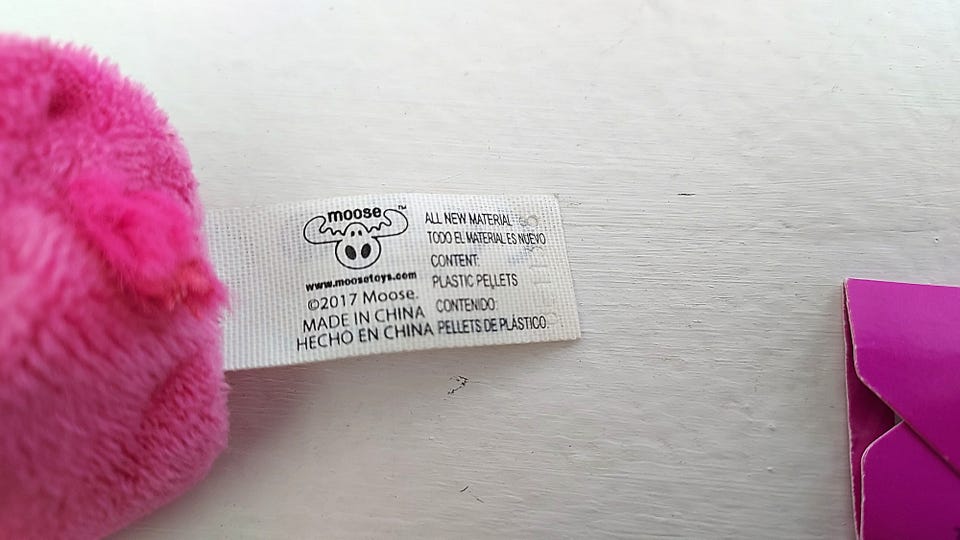 moose™
www.moosetoys.com
©2017 Moose.
MADE IN CHINA
HECHO EN CHINA
ALL NEW MATERIAL
TODO EL MATERIAL ES NUEVO
CONTENT:
PLASTIC PELLETS
CONTENIDO:
PELLETS DE PLÁSTICO.